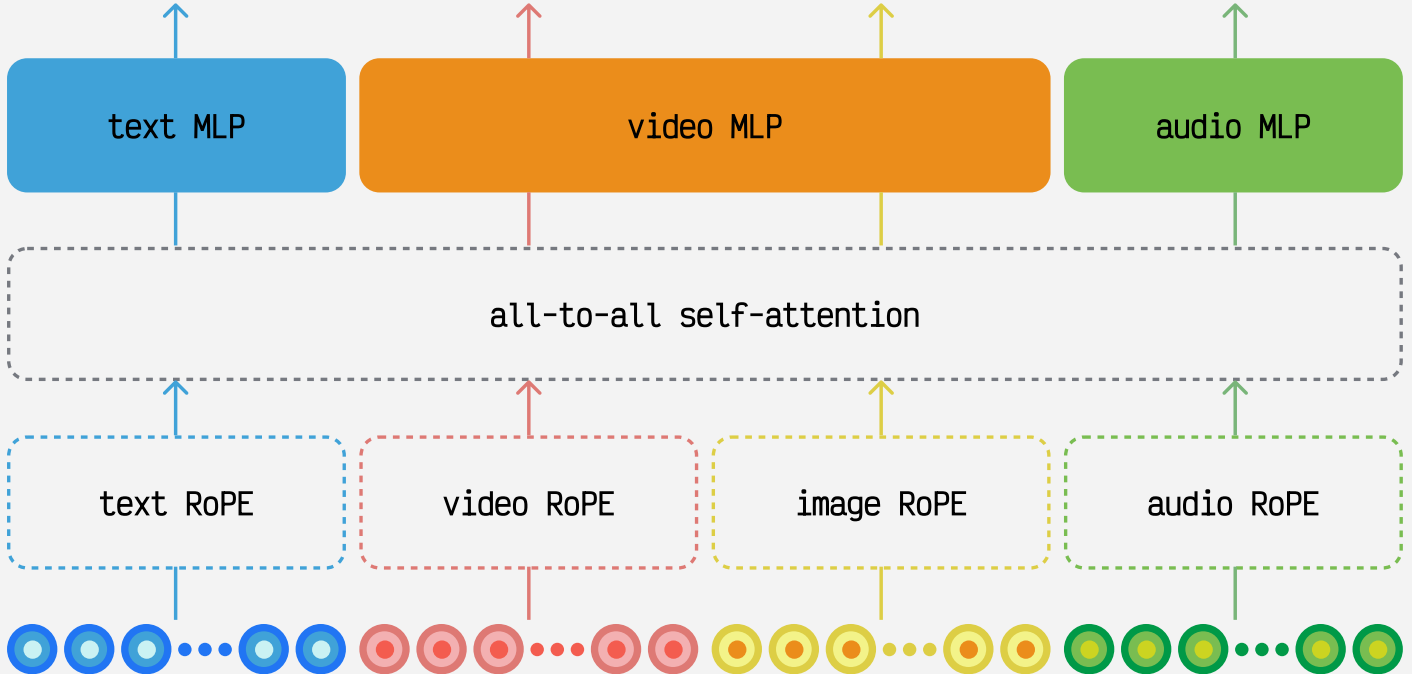 text MLP
video MLP
audio MLP
all-to-all self-attention
text RoPE
video RoPE
image RoPE
audio RoPE